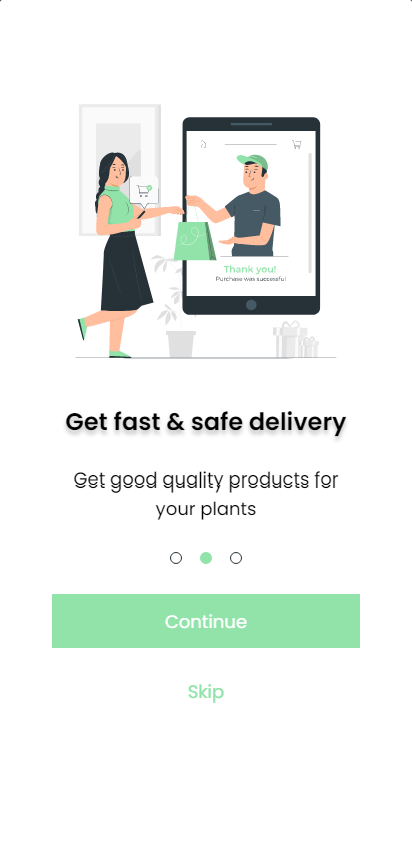 Thank you!
Purchase was successful
Get fast & safe delivery
Get good quality products for
your plants
Continue
Skip